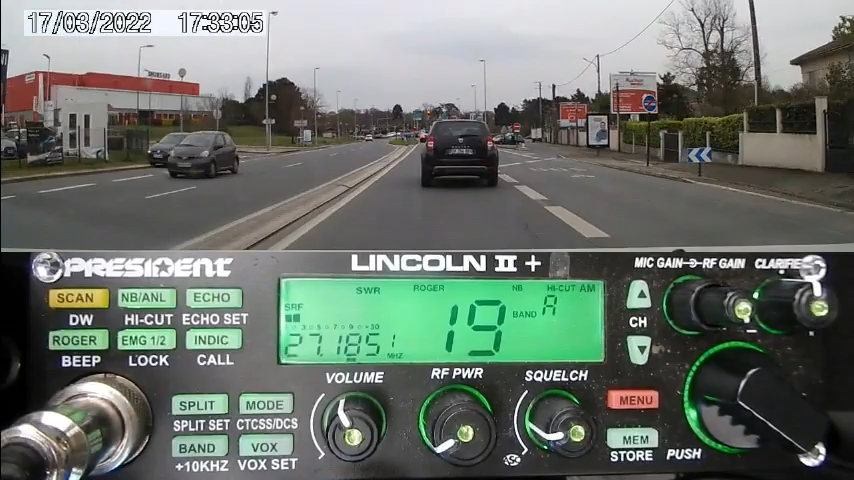 17/03/2022 17:33:05
PRESIDENT
LINCOLN II +
MIC GAIN RF GAIN CLARIFIER
SCAN NB/ANL ECHO
DW HI-CUT ECHO SET
ROGER EMG 1/2 INDIC
BEEP LOCK CALL
SWR ROGER NB HI-CUT AM
SRF
19 BAND A
27.1851 MHZ
CH
VOLUME RF PWR SQUELCH
SPLIT MODE
SPLIT SET CTCSS/DCS
BAND VOX
+10KHZ VOX SET
ASC
MENU
MEM
STORE PUSH